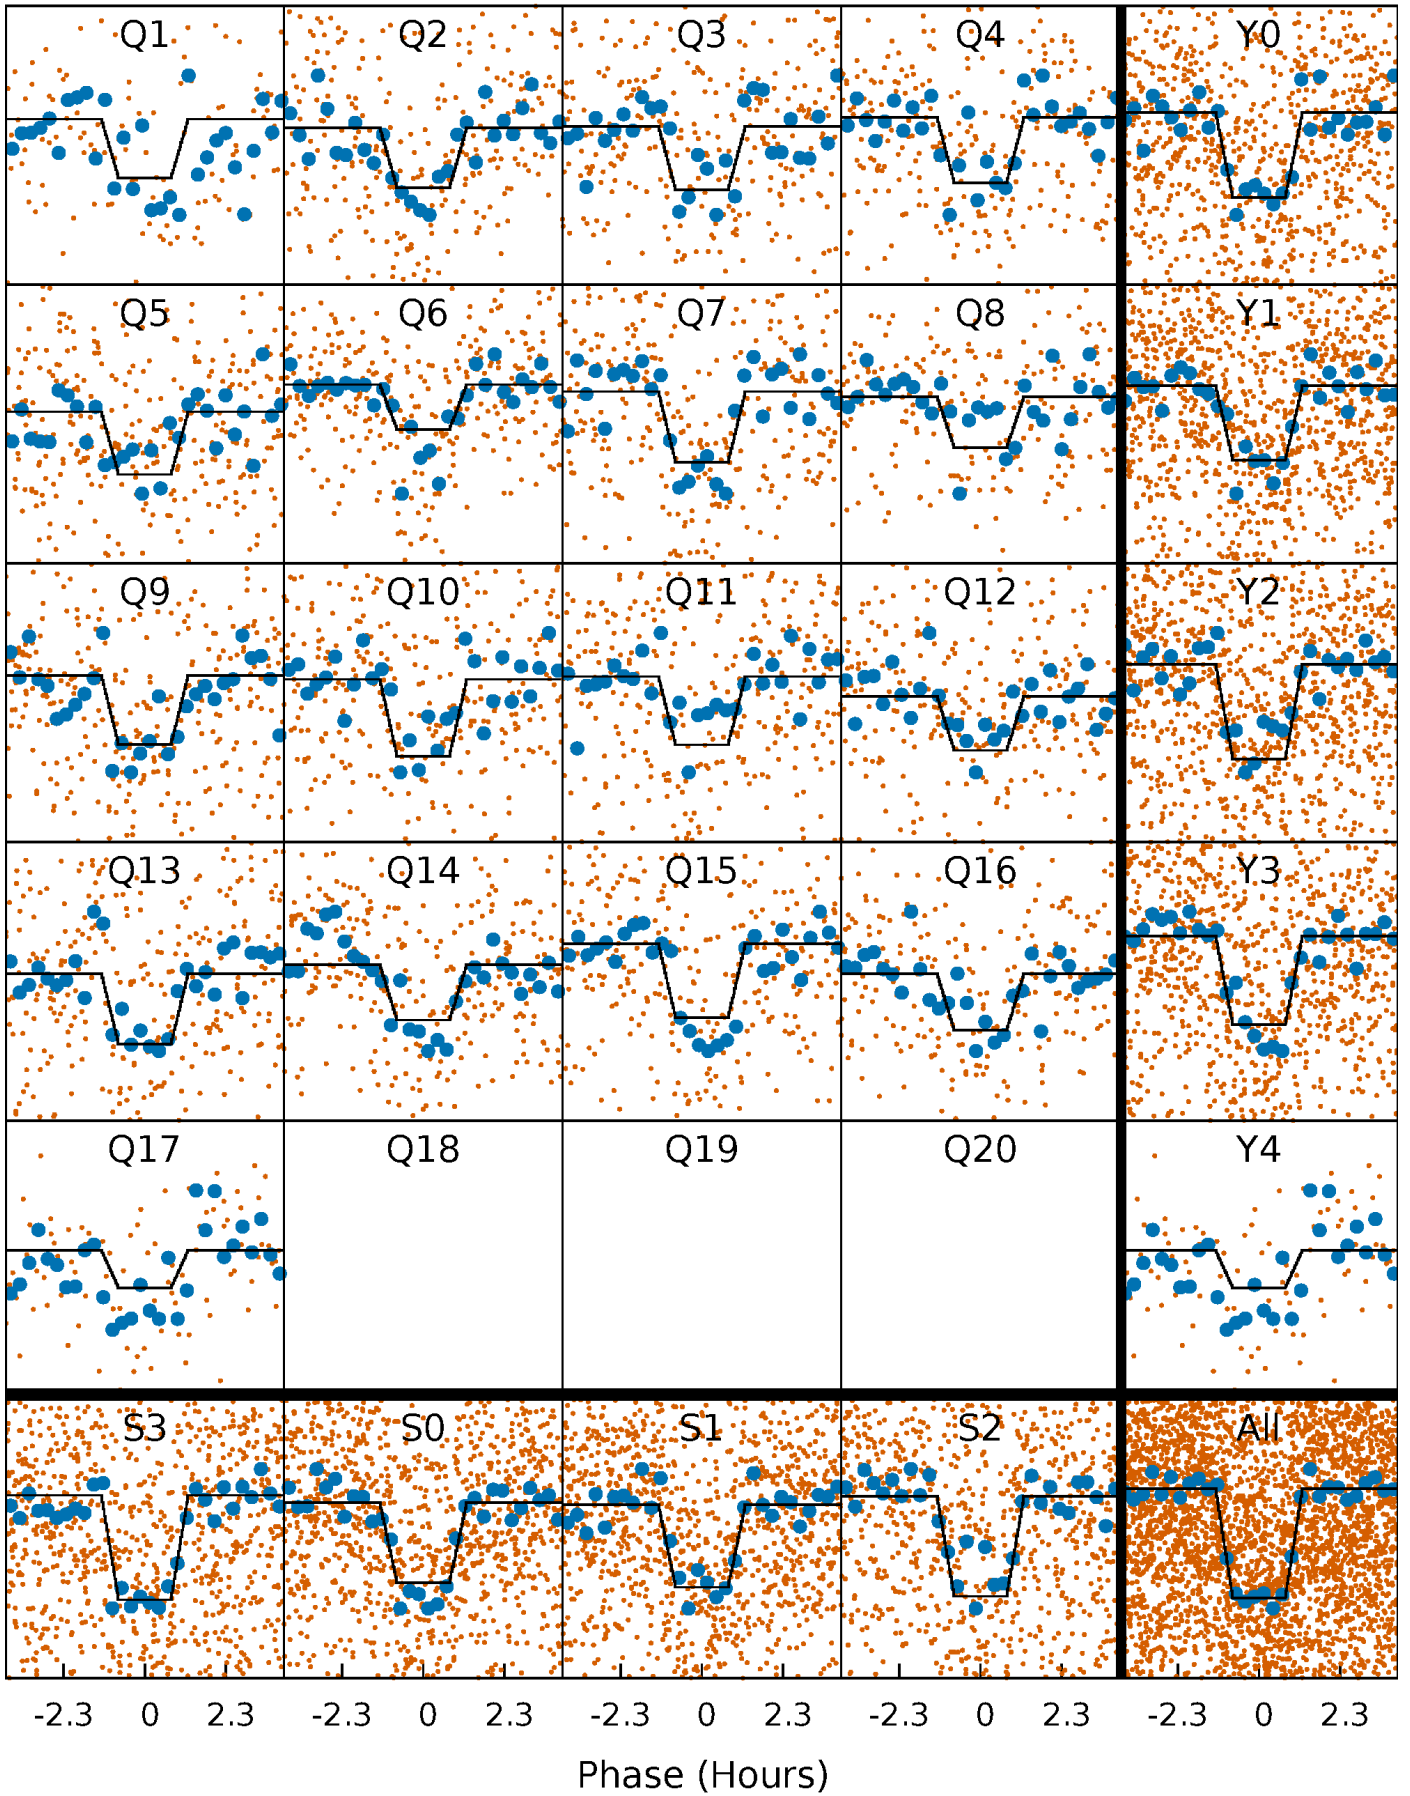 Q1 Q2 Q3 Q4 Y0
Q5 Q6 Q7 Q8 Y1
Q9 Q10 Q11 Q12 Y2
Q13 Q14 Q15 Q16 Y3
Q17 Q18 Q19 Q20 Y4
S3 S0 S1 S2 All
-2.3 0 2.3 -2.3 0 2.3 -2.3 0 2.3 -2.3 0 2.3 -2.3 0 2.3
Phase (Hours)